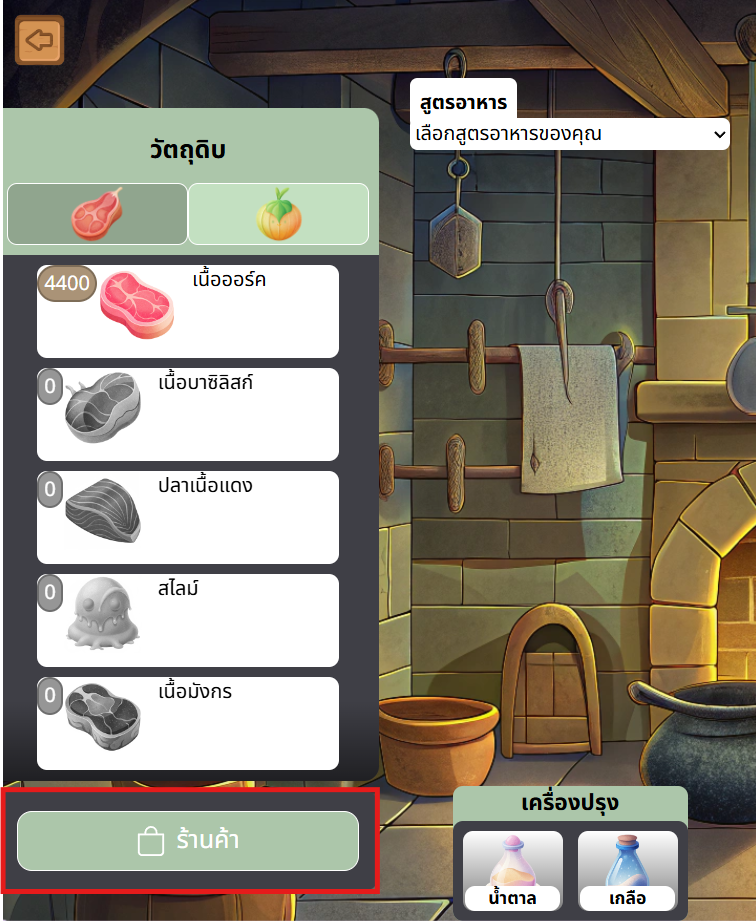 สูตรอาหาร
เลือกสูตรอาหารของคุณ
วัตถุดิบ
4400 เนื้อออร์ค
0 เนื้อบาซิลิสก์
0 ปลาเนื้อแดง
0 สไลม์
0 เนื้อมังกร
ร้านค้า
เครื่องปรุง
น้ำตาล เกลือ